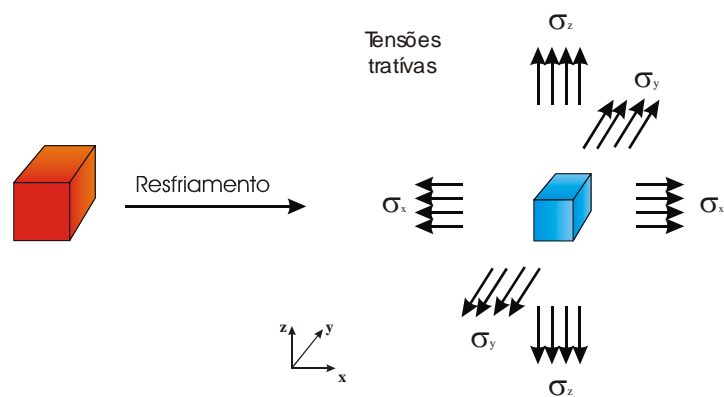 Tensões
tratívas
σz
σy
Resfriamento
σx
σx
σy
σz
z
y
x